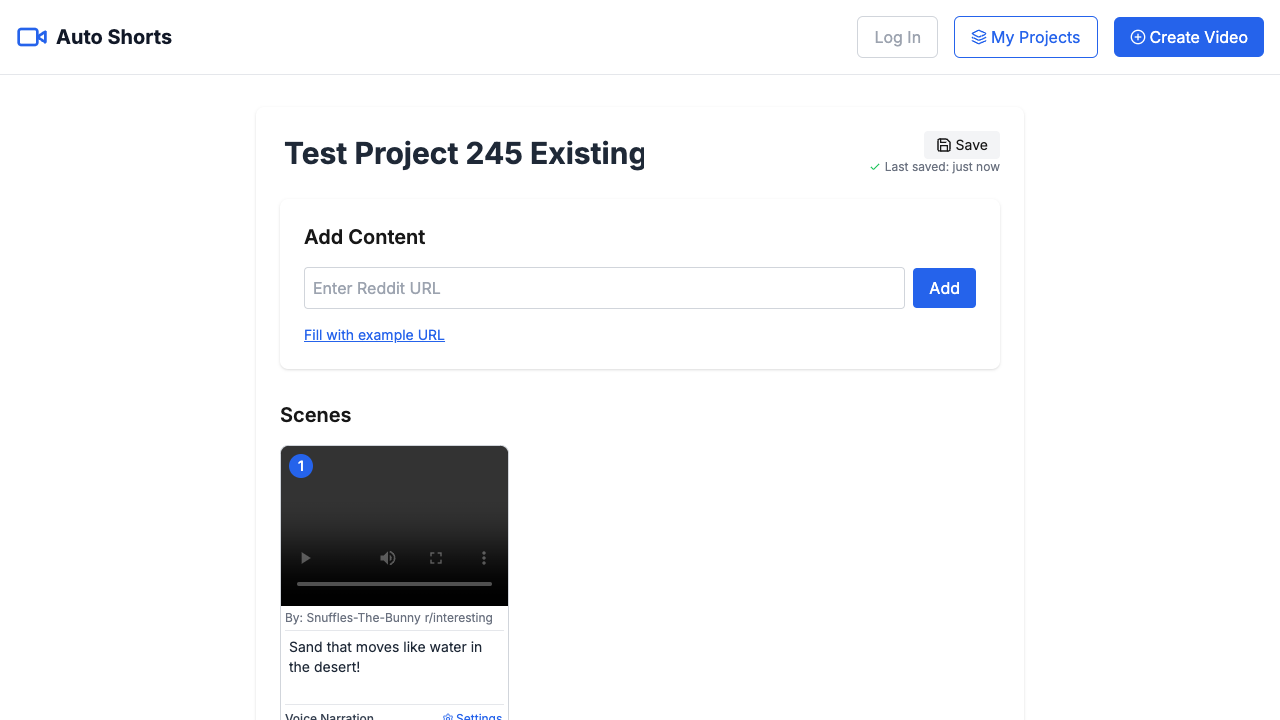 Auto Shorts
Log In
My Projects
Create Video
Test Project 245 Existing
Save
Last saved: just now
Add Content
Enter Reddit URL
Add
Fill with example URL
Scenes
1
By: Snuffles-The-Bunny r/interesting
Sand that moves like water in
the desert!
Voice Narration
Settings